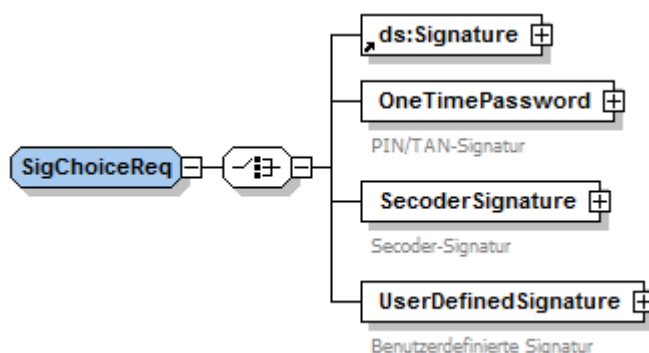 ds:Signature
OneTimePassword
PIN/TAN-Signatur
SigChoiceReq
SecoderSignature
Secoder-Signatur
UserDefinedSignature
Benutzerdefinierte Signatur